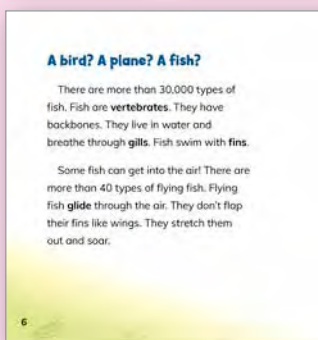 A bird? A plane? A fish?
There are more than 30,000 types of
fish. Fish are vertebrates. They have
backbones. They live in water and
breathe through gills. Fish swim with fins.
Some fish can get into the air! There are
more than 40 types of flying fish. Flying
fish glide through the air. They don't flap
their fins like wings. They stretch them
out and soar.
6